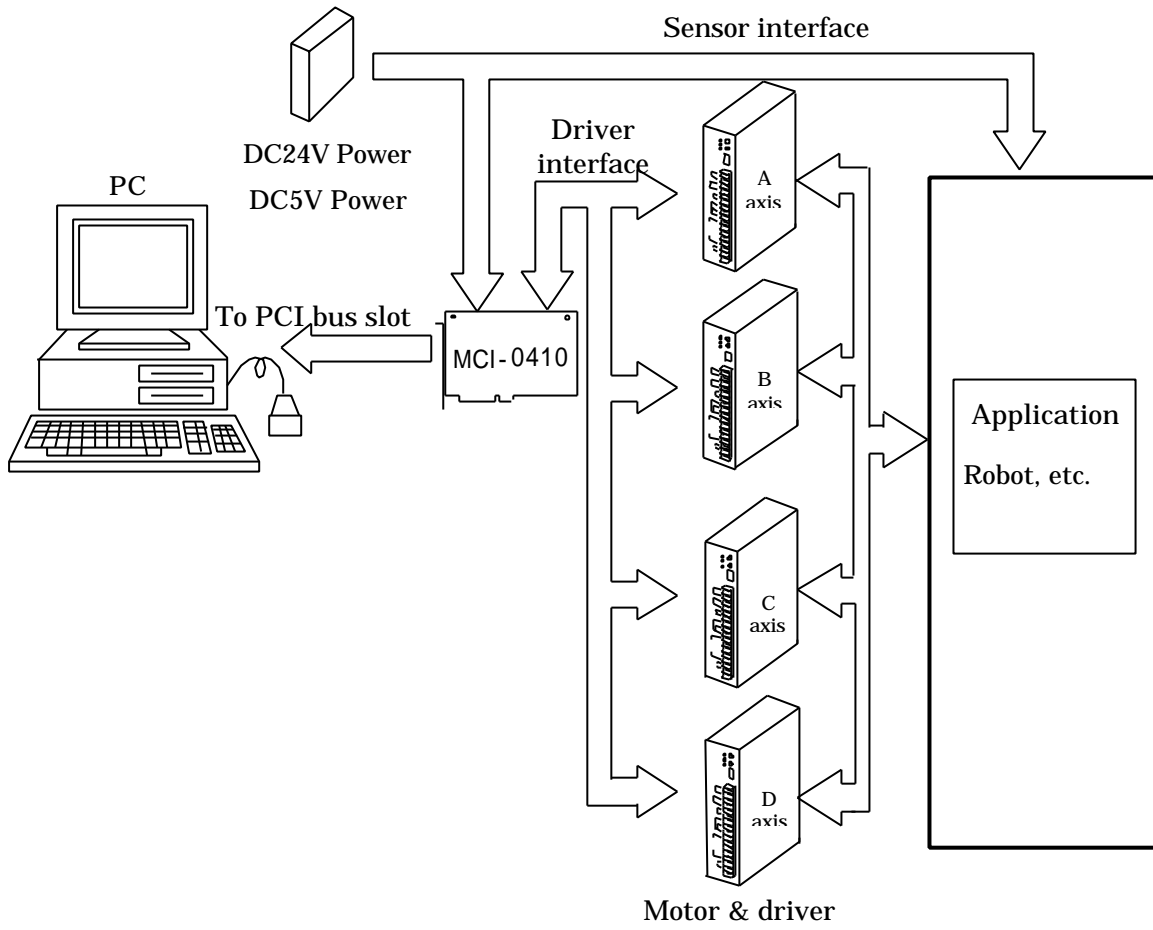 Sensor interface
DC24V Power
DC5V Power
Driver
interface
PC
To PCI bus slot
MCI-0410
A
axis
B
axis
C
axis
D
axis
Application
Robot, etc.
Motor & driver